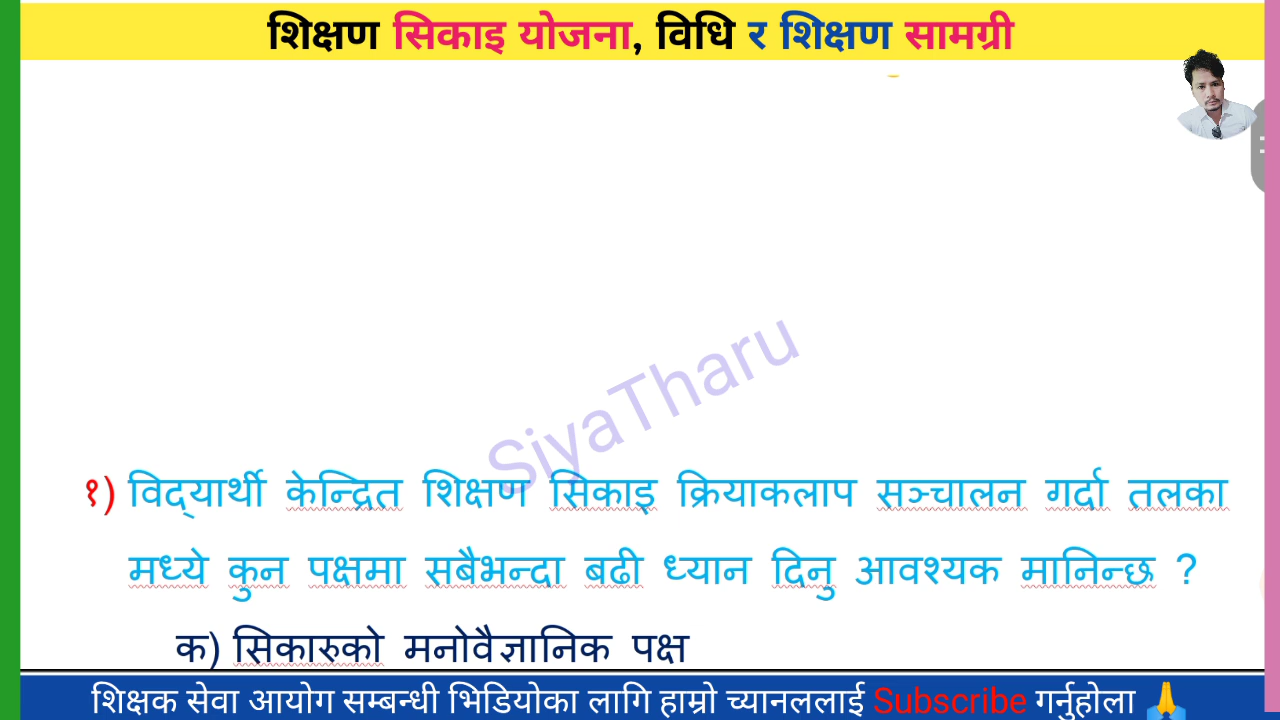 शिक्षण सिकाइ योजना, विधि र शिक्षण सामग्री
SiyaTharu
१) विद्यार्थी केन्द्रित शिक्षण सिकाइ क्रियाकलाप सञ्चालन गर्दा तलका
मध्ये कुन पक्षमा सबैभन्दा बढी ध्यान दिनु आवश्यक मानिन्छ ?
क) सिकारुको मनोवैज्ञानिक पक्ष
शिक्षक सेवा आयोग सम्बन्धी भिडियोका लागि हाम्रो च्यानललाई Subscribe गर्नुहोला 🙏